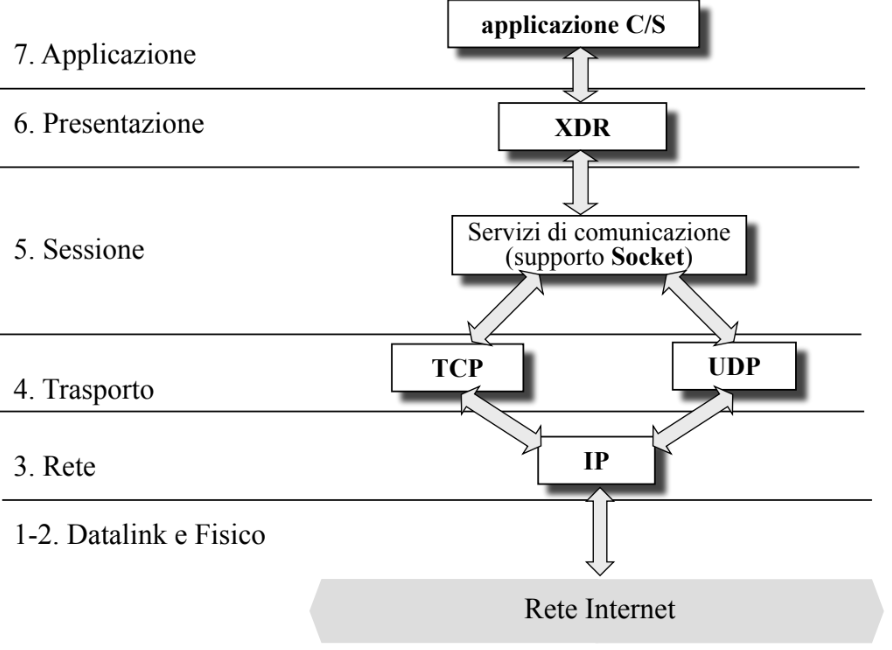 applicazione C/S
7. Applicazione
6. Presentazione
XDR
5. Sessione
Servizi di comunicazione
(supporto Socket)
TCP
UDP
4. Trasporto
3. Rete
IP
1-2. Datalink e Fisico
Rete Internet